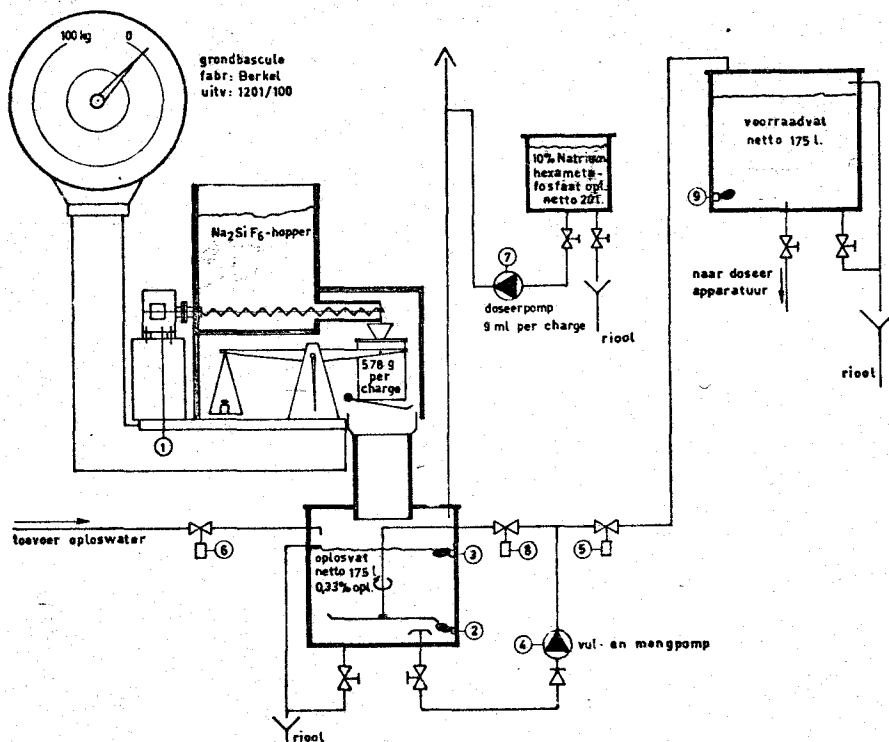 100 kg 0
grondbascule
fabr: Berkel
uitv: 1201/100
voorraadvat
netto 175 l.
10% Natrium
hexameta-
fosfaat opl.
netto 20 l.
Na2SiF6-hopper
9
7
naar doseer
apparatuur
doseerpomp
9 ml per charge
riool
riool
578 g
per
charge
1
toevoer oploswater
6
oplosvat
netto 175 l
0,33% opl.
3
8
5
2
4
vul- en mengpomp
riool